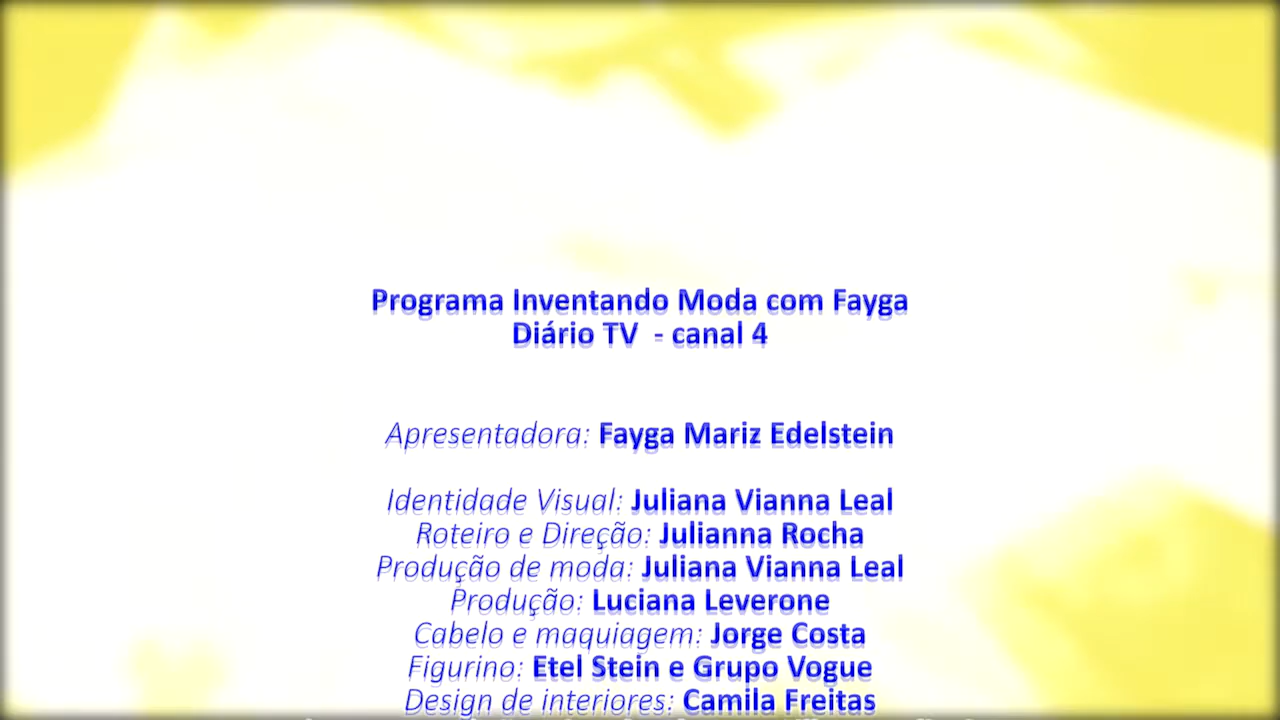 Programa Inventando Moda com Fayga
Diário TV - canal 4
Apresentadora: Fayga Mariz Edelstein
Identidade Visual: Juliana Vianna Leal
Roteiro e Direção: Julianna Rocha
Produção de moda: Juliana Vianna Leal
Produção: Luciana Leverone
Cabelo e maquiagem: Jorge Costa
Figurino: Etel Stein e Grupo Vogue
Design de interiores: Camila Freitas